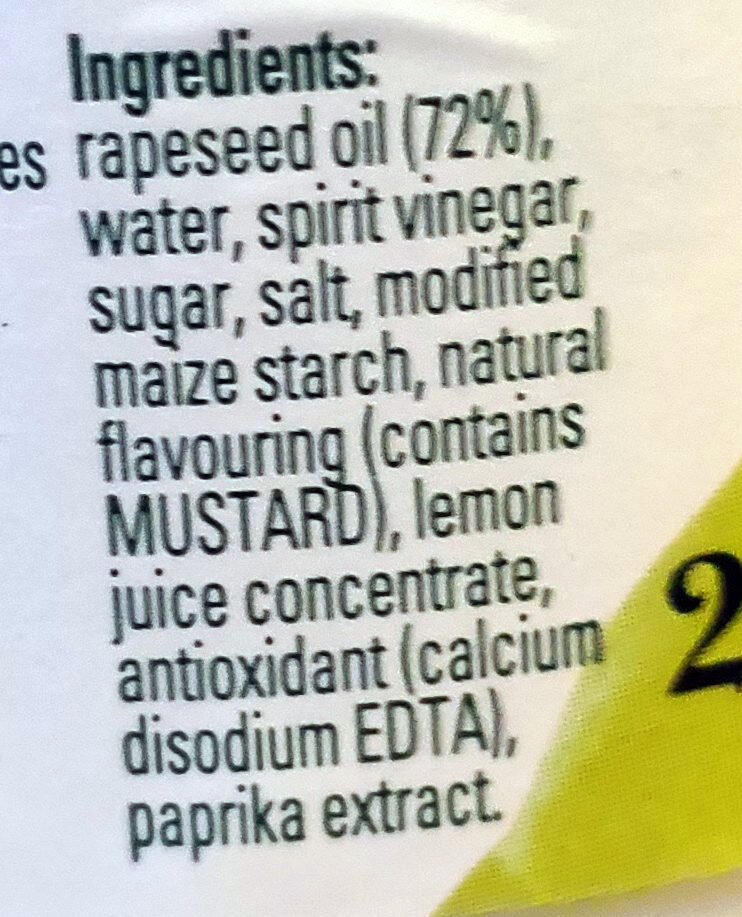 Ingredients:
es rapeseed oil (72%),
water, spirit vinegar,
sugar, salt, modified
maize starch, natural
flavouring (contains
MUSTARD), lemon
juice concentrate,
antioxidant (calcium
disodium EDTA),
paprika extract.
2